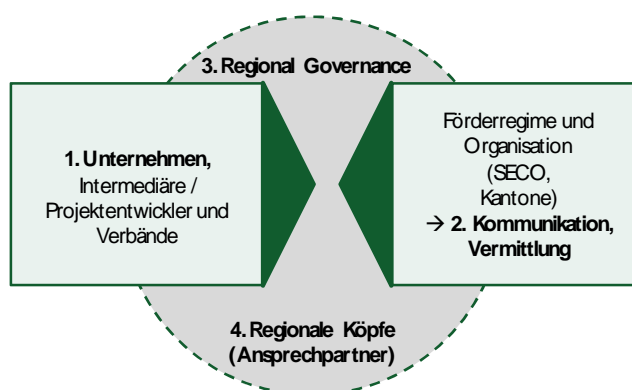 3. Regional Governance
1. Unternehmen,
Intermediäre /
Projektentwickler und
Verbände
Förderregime und
Organisation
(SECO,
Kantone)
→ 2. Kommunikation,
Vermittlung
4. Regionale Köpfe
(Ansprechpartner)